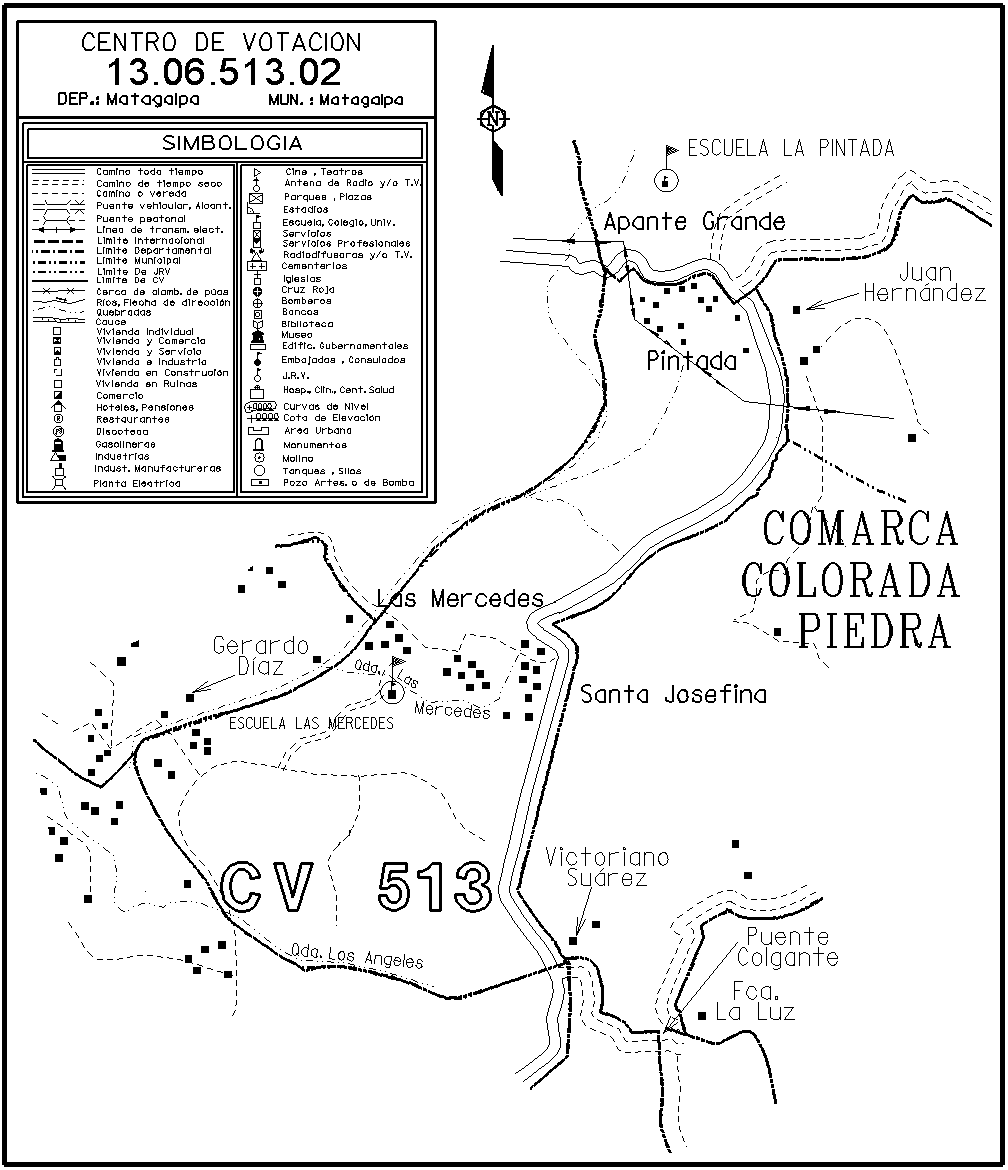 CENTRO DE VOTACION
13.06.513.02
DEP.: Matagalpa MUN.: Matagalpa
SIMBOLOGIA
Camino todo tiempo
Camino de tiempo seco
Camino o vereda
Puente vehicular, Alcant.
Puente peatonal
Linea de transm. elect.
Limite Internacional
Limite Departamental
Limite Municipal
Limite De JRV
Limite De CV
Cerca de alamb. de púas
Ríos, Flecha de dirección
Quebradas
Cauce
Vivienda Individual
Vivienda y Comercio
Vivienda y Servicio
Vivienda e Industria
Vivienda en Construción
Vivienda en Ruinas
Comercio
Hoteles, Pensiones
Restaurantes
Discoteca
Gasolineras
Industrias
Indust. Manufactureras
Planta Electrica
Cine , Teatros
Antena de Radio y/o T.V.
Parques , Plazas
Estadios
Escuela, Colegio, Univ.
Servicios
Servicios Profesionales
Radiodifusoras y/o T.V.
Cementerios
Iglesias
Cruz Roja
Bomberos
Bancos
Biblioteca
Museo
Edific. Gubernamentales
Embajadas , Consulados
J.R.V.
Hosp., Clin., Cent. Salud
Curvas de Nivel
Cota de Elevación
Area Urbana
Monumentos
Molino
Tanques , Silos
Pozo Artes. o de Bomba
N
ESCUELA LA PINTADA
Apante Grande
Juan
Hernández
Pintada
COMARCA
COLORADA
PIEDRA
Las Mercedes
Gerardo
Díaz
Qda. Las
Mercedes
Santa Josefina
ESCUELA LAS MERCEDES
CV 513
Victoriano
Suárez
Qda. Los Angeles
Puente
Colgante
Fca.
La Luz